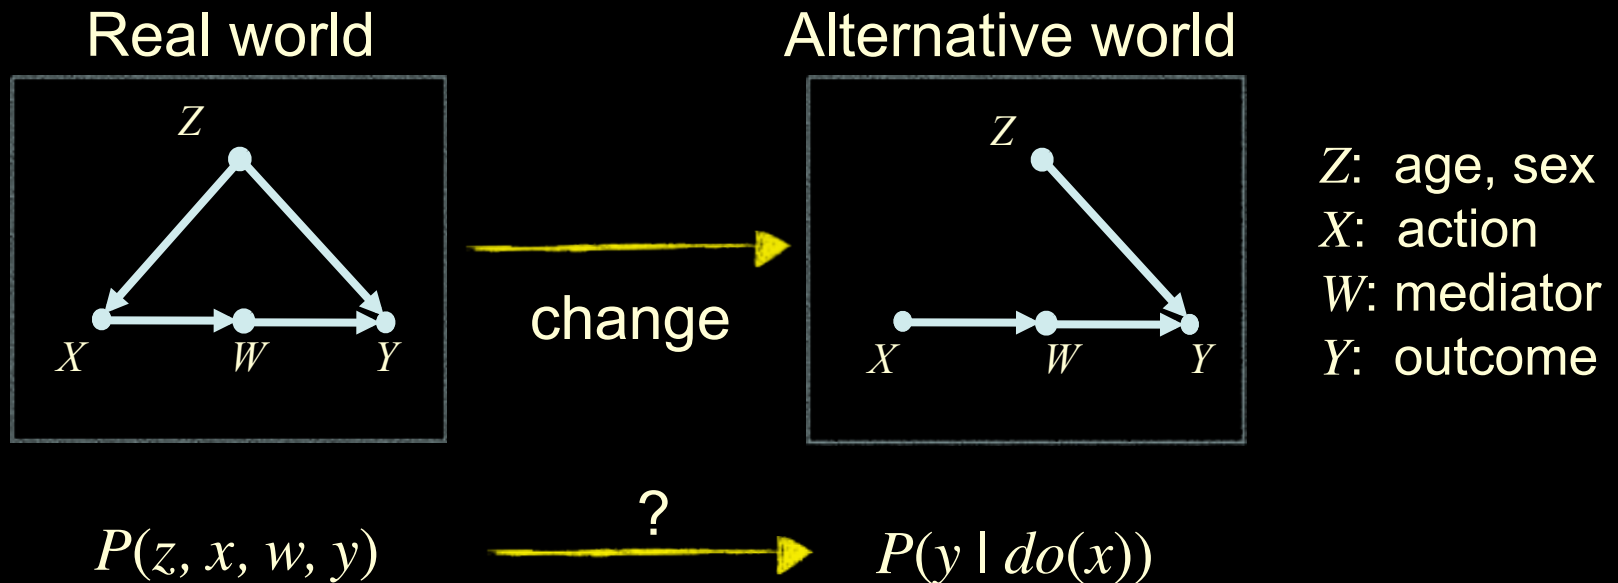 Real world
Alternative world
Z
X
W
Y
change
Z
X
W
Y
Z: age, sex
X: action
W: mediator
Y: outcome
P(z, x, w, y)
?
P(y | do(x))